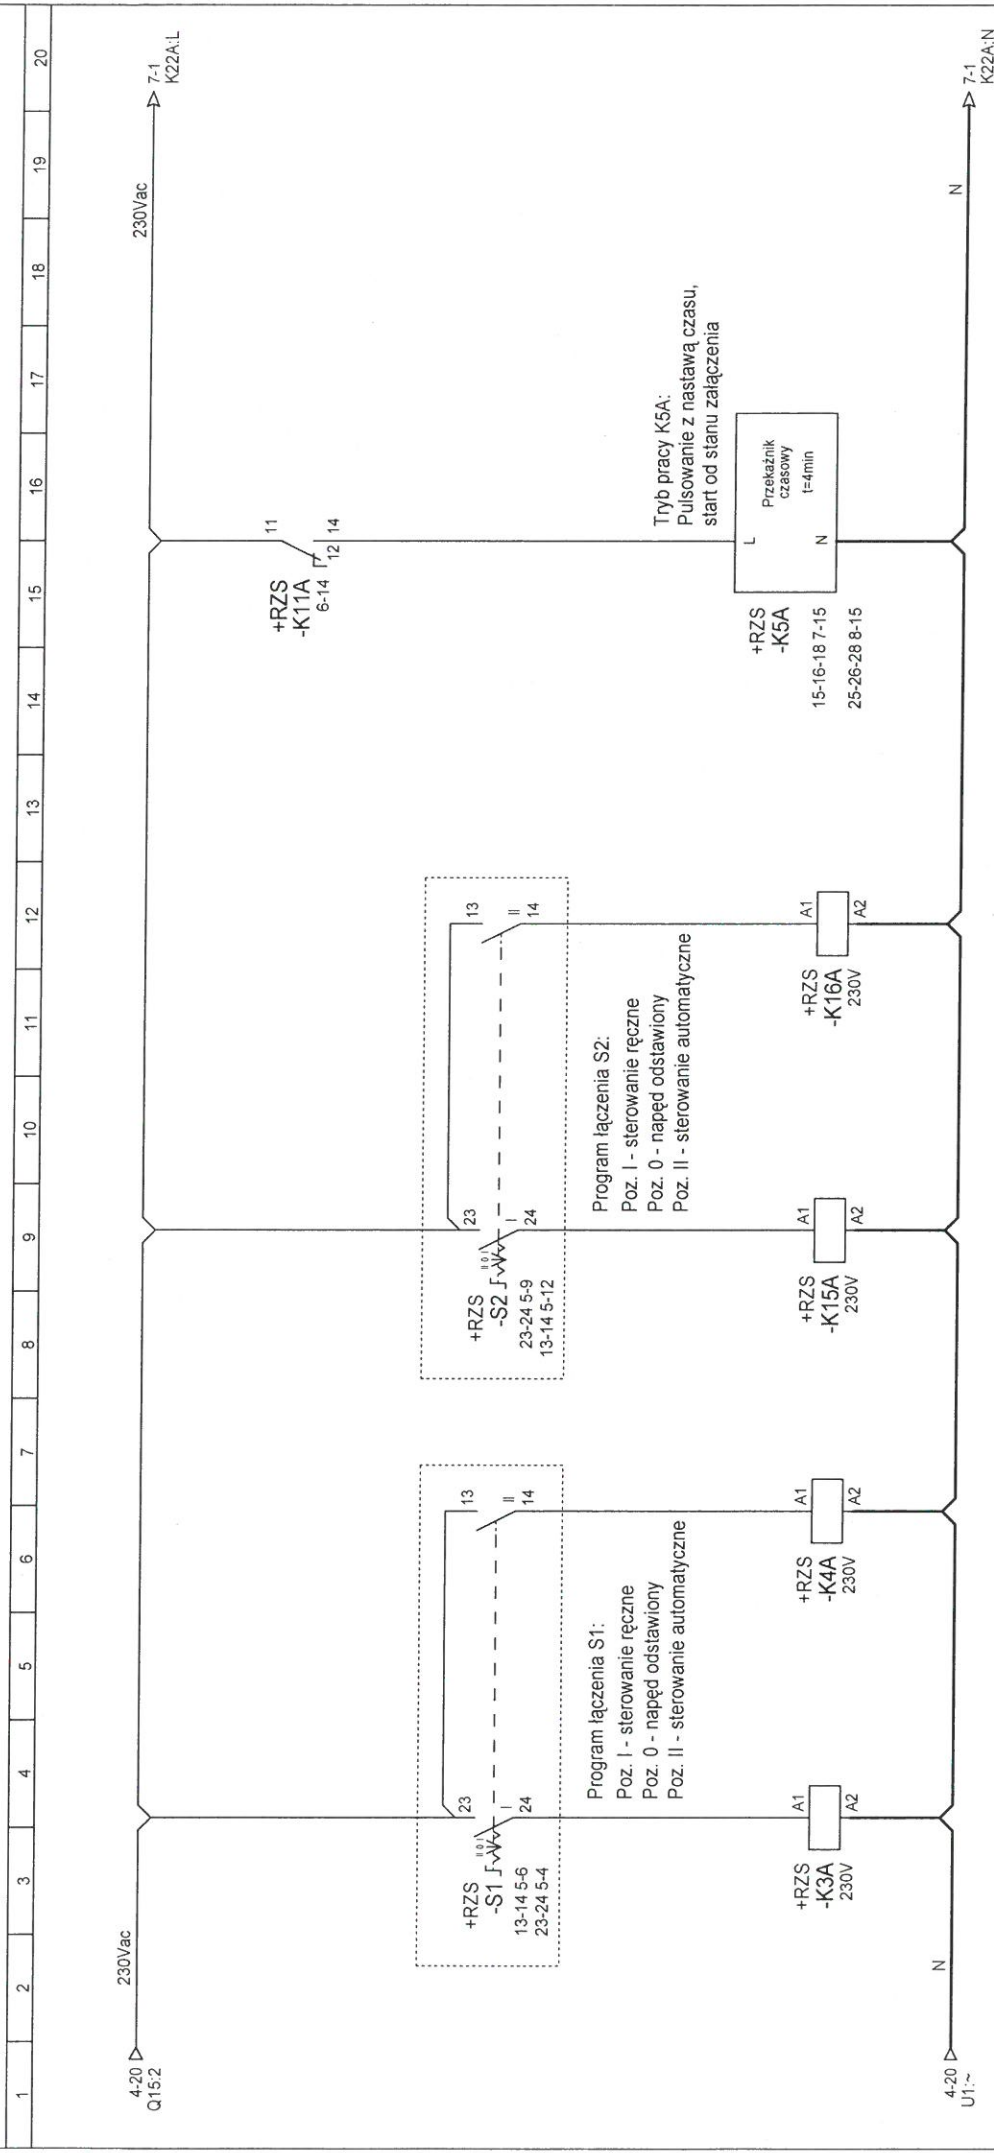 1 2 3 4 5 6 7 8 9 10 11 12 13 14 15 16 17 18 19 20
4-20
Q15:2
230Vac
230Vac
7-1
K22A:L
+RZS
-S1
13-14 5-6
23-24 5-4
II 0 I
23
I
24
13
II
14
Program łączenia S1:
Poz. I - sterowanie ręczne
Poz. 0 - napęd odstawiony
Poz. II - sterowanie automatyczne
+RZS
-K3A
230V
A1
A2
+RZS
-K4A
230V
A1
A2
+RZS
-S2
23-24 5-9
13-14 5-12
II 0 I
23
I
24
13
II
14
Program łączenia S2:
Poz. I - sterowanie ręczne
Poz. 0 - napęd odstawiony
Poz. II - sterowanie automatyczne
+RZS
-K15A
230V
A1
A2
+RZS
-K16A
230V
A1
A2
+RZS
-K11A
6-14
11
12
14
Tryb pracy K5A:
Pulsowanie z nastawą czasu,
start od stanu załączenia
+RZS
-K5A
15-16-18 7-15
25-26-28 8-15
L
N
Przekaźnik
czasowy
t=4min
4-20
U1:~
N
N
7-1
K22A:N